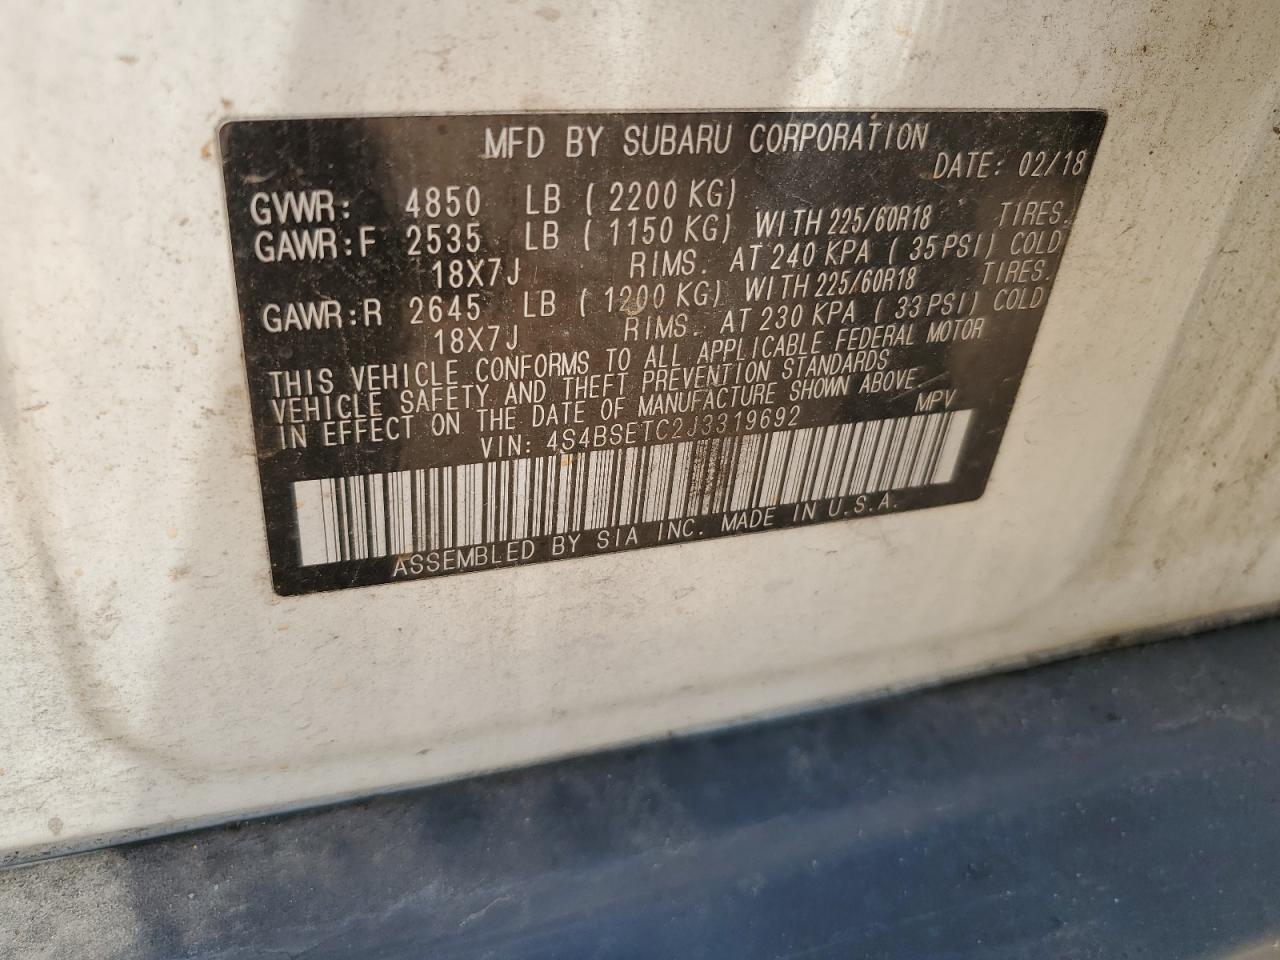 MFD BY SUBARU CORPORATION
DATE: 02/18
GVWR: 4850 LB ( 2200 KG)
GAWR:F 2535 LB ( 1150 KG) WITH 225/60R18 TIRES.
18X7J RIMS. AT 240 KPA ( 35 PSI) COLD
GAWR:R 2645 LB ( 1200 KG) WITH 225/60R18 TIRES.
18X7J RIMS. AT 230 KPA ( 33 PSI) COLD
THIS VEHICLE CONFORMS TO ALL APPLICABLE FEDERAL MOTOR
VEHICLE SAFETY AND THEFT PREVENTION STANDARDS
IN EFFECT ON THE DATE OF MANUFACTURE SHOWN ABOVE
VIN: 4S4BSETC2J3319692 MPV
ASSEMBLED BY SIA INC. MADE IN U.S.A.